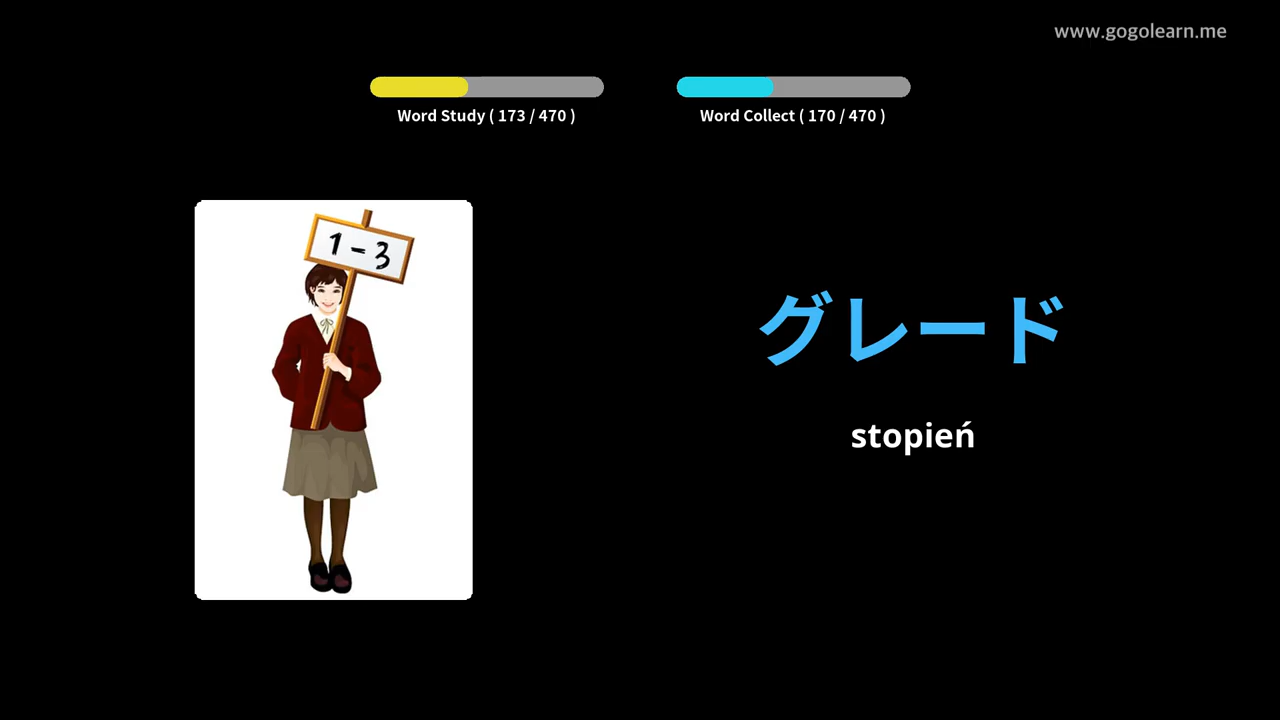 www.gogolearn.me
Word Study ( 173 / 470 )
Word Collect ( 170 / 470 )
1 - 3
グレード
stopień